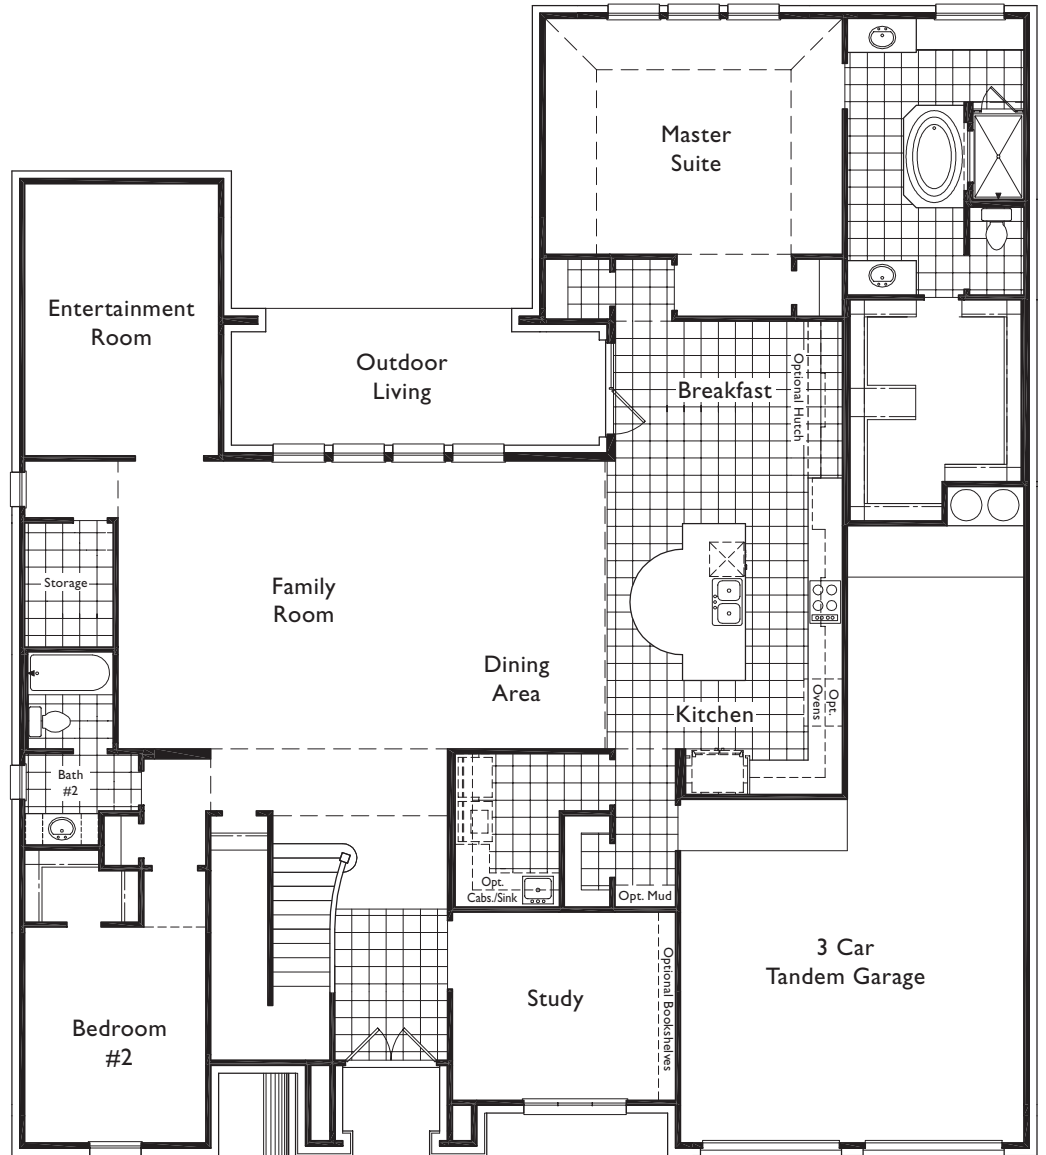 Master
Suite
Entertainment
Room
Outdoor
Living
Breakfast
Optional Hutch
Storage
Family
Room
Dining
Area
Kitchen
Opt.
Ovens
Bath
#2
Opt.
Cabs./Sink
Opt. Mud
3 Car
Tandem Garage
Study
Optional Bookshelves
Bedroom
#2